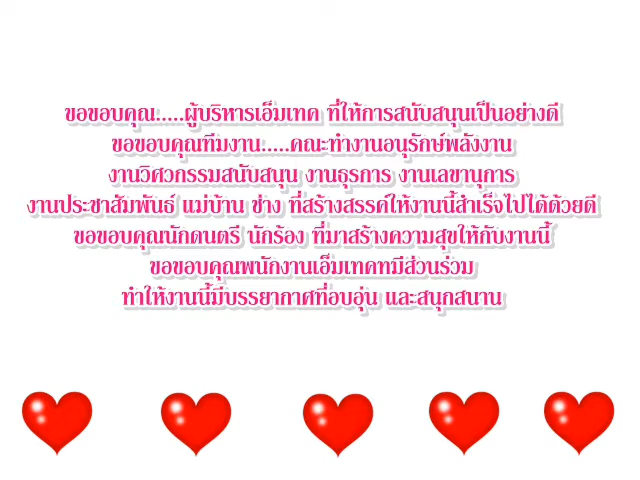 ขอขอบคุณ.....ผู้บริหารเอ็มเทค ที่ให้การสนับสนุนเป็นอย่างดี
ขอขอบคุณทีมงาน.....คณะทำงานอนุรักษ์พลังงาน
งานวิศวกรรมสนับสนุน งานธุรการ งานเลขานุการ
งานประชาสัมพันธ์ แม่บ้าน ช่าง ที่สร้างสรรค์ให้งานนี้สำเร็จไปได้ด้วยดี
ขอขอบคุณนักดนตรี นักร้อง ที่มาสร้างความสุขให้กับงานนี้
ขอขอบคุณพนักงานเอ็มเทคทมีส่วนร่วม
ทำให้งานนี้มีบรรยากาศที่อบอุ่น และสนุกสนาน